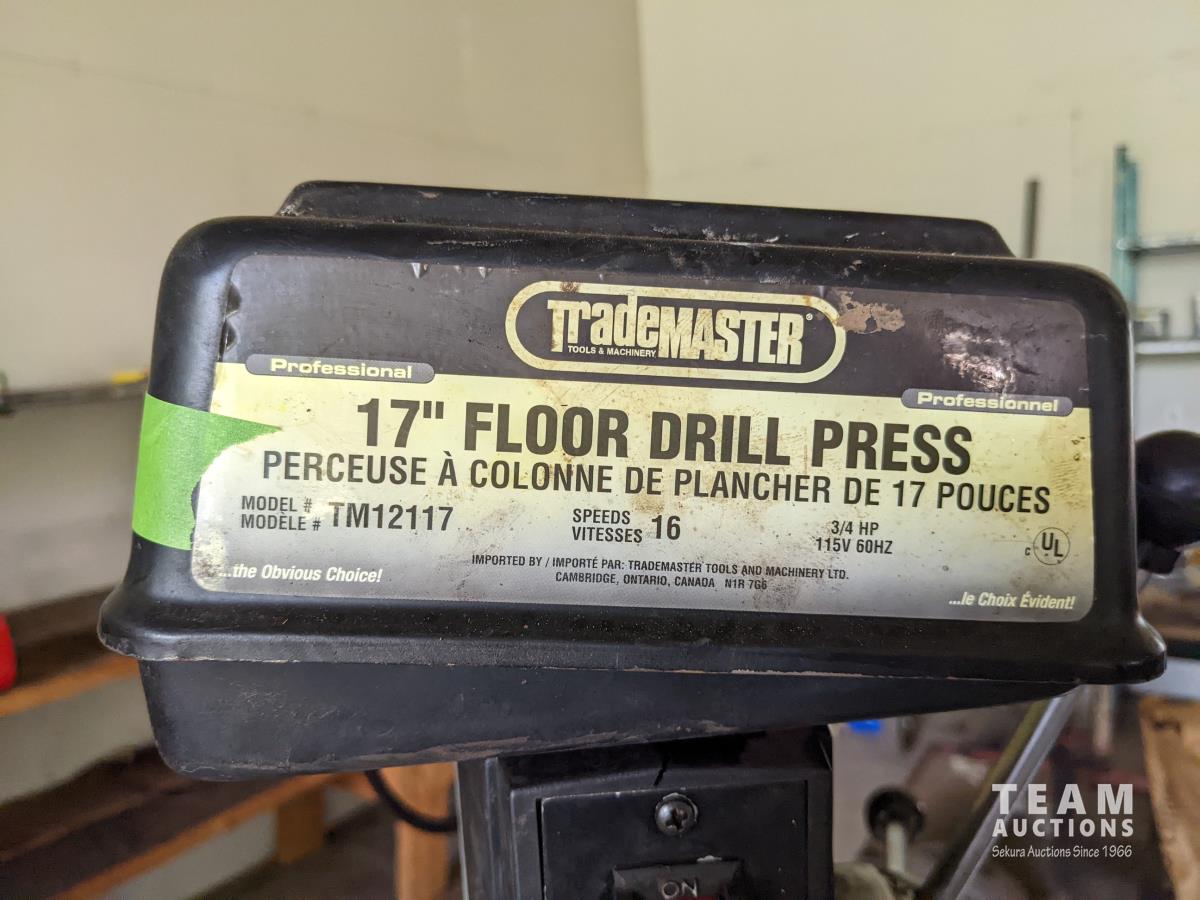 TradeMASTER®
TOOLS & MACHINERY
Professional
Professionnel
17" FLOOR DRILL PRESS
PERCEUSE À COLONNE DE PLANCHER DE 17 POUCES
MODEL #
MODÈLE # TM12117
SPEEDS
VITESSES 16
3/4 HP
115V 60HZ
c UL
IMPORTED BY / IMPORTÉ PAR: TRADEMASTER TOOLS AND MACHINERY LTD.
CAMBRIDGE, ONTARIO, CANADA N1R 7G6
...the Obvious Choice!
...le Choix Évident!
ON
TEAM
AUCTIONS
Sekura Auctions Since 1966